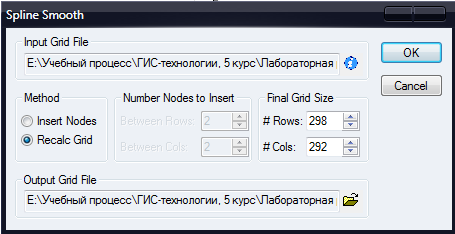 Spline Smooth
Input Grid File
E:\Учебный процесс\ГИС-технологии, 5 курс\Лабораторная
OK
Cancel
Method
Insert Nodes
Recalc Grid
Number Nodes to Insert
Between Rows: 2
Between Cols: 2
Final Grid Size
# Rows: 298
# Cols: 292
Output Grid File
E:\Учебный процесс\ГИС-технологии, 5 курс\Лабораторная